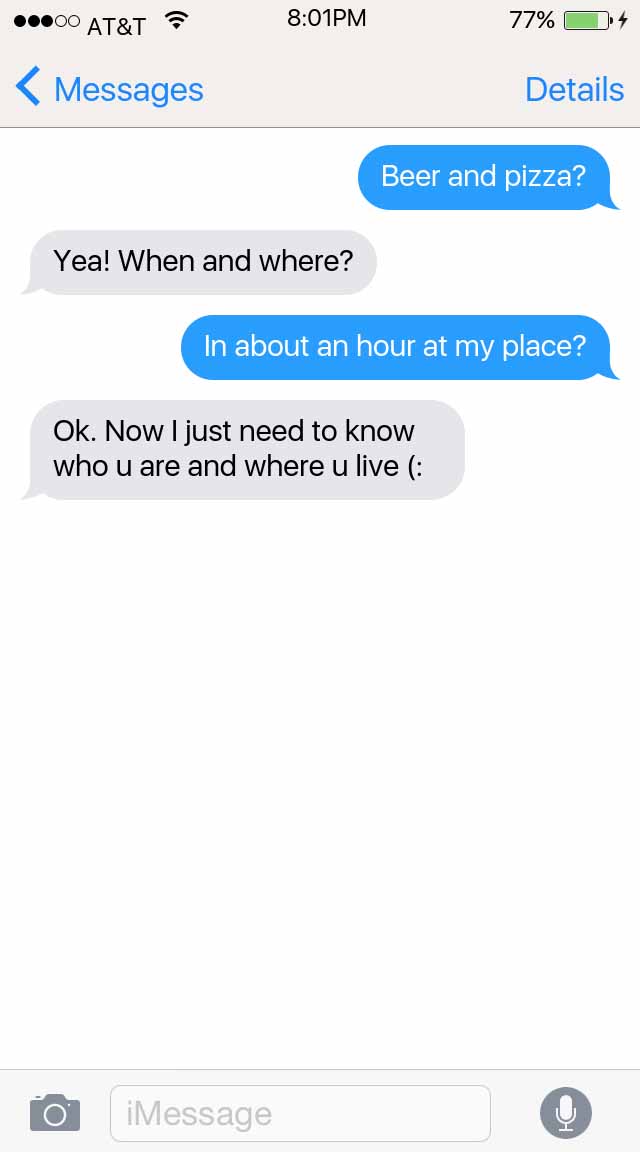 AT&T 8:01PM 77%
Messages Details
Beer and pizza?
Yea! When and where?
In about an hour at my place?
Ok. Now I just need to know
who u are and where u live (:
iMessage